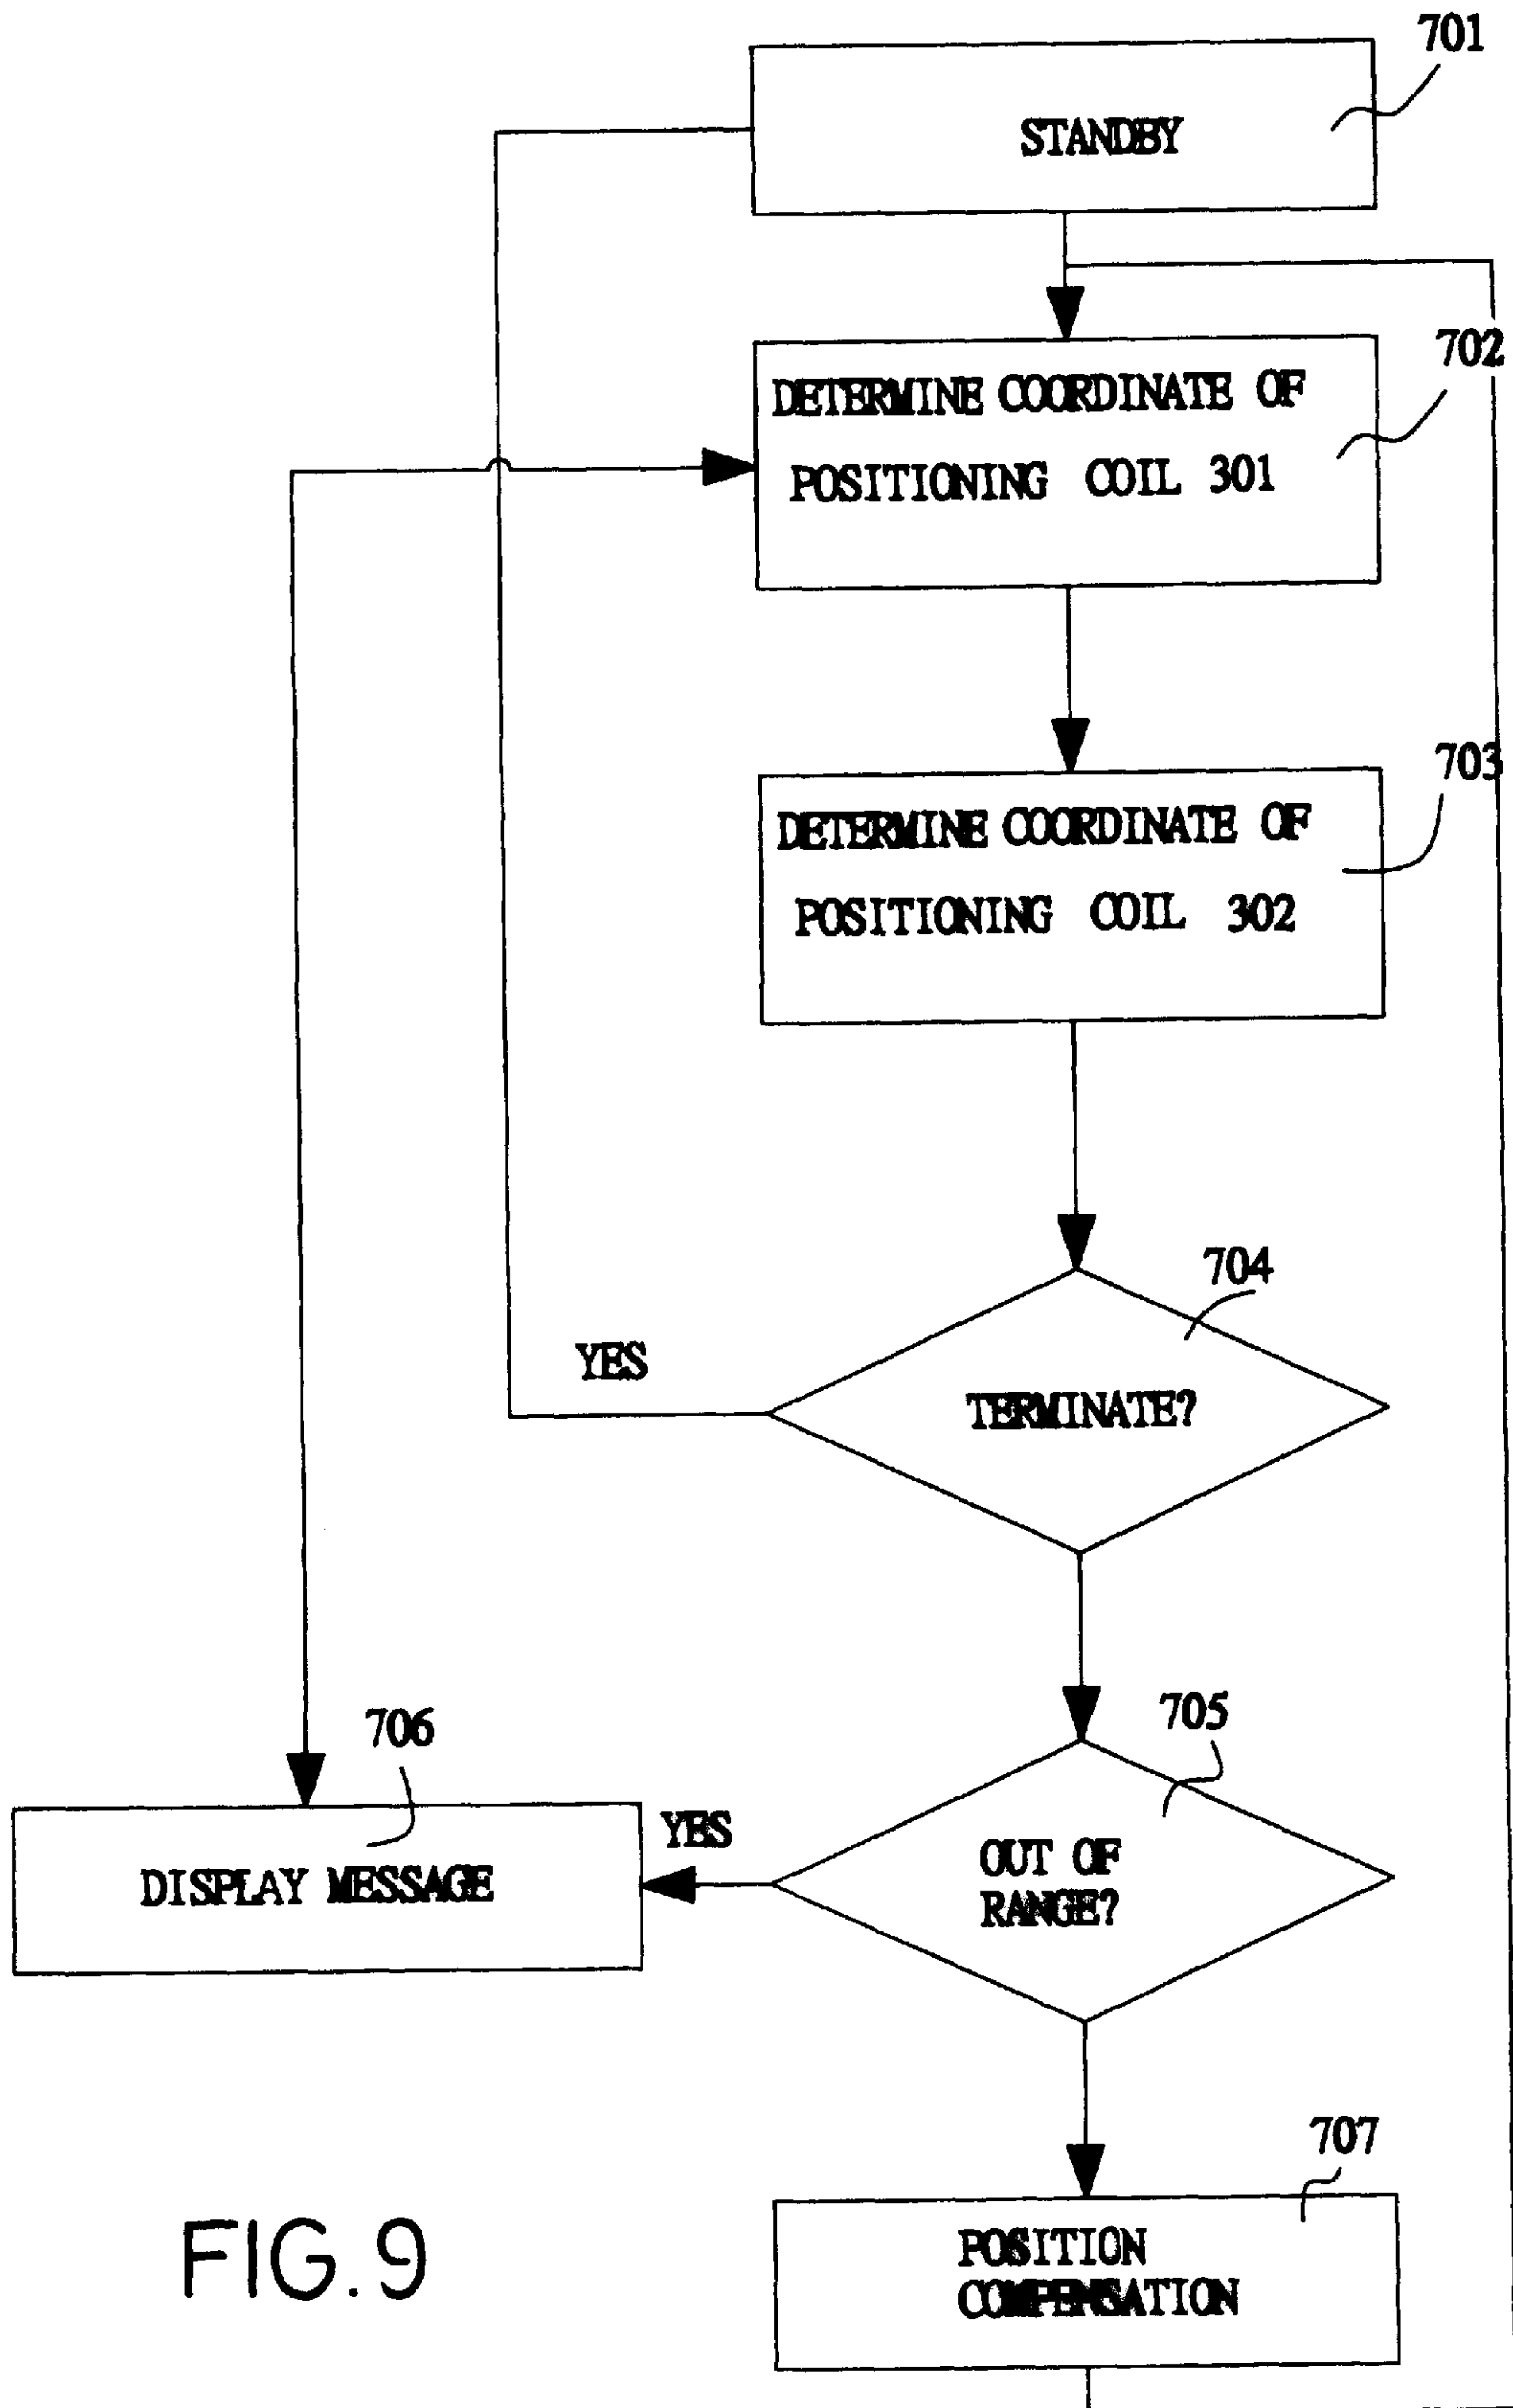 701
STANDBY
702
DETERMINE COORDINATE OF
POSITIONING COIL 301
703
DETERMINE COORDINATE OF
POSITIONING COIL 302
704
YES
TERMINATE?
705
706
YES
OUT OF
RANGE?
DISPLAY MESSAGE
707
POSITION
COMPENSATION
FIG.9